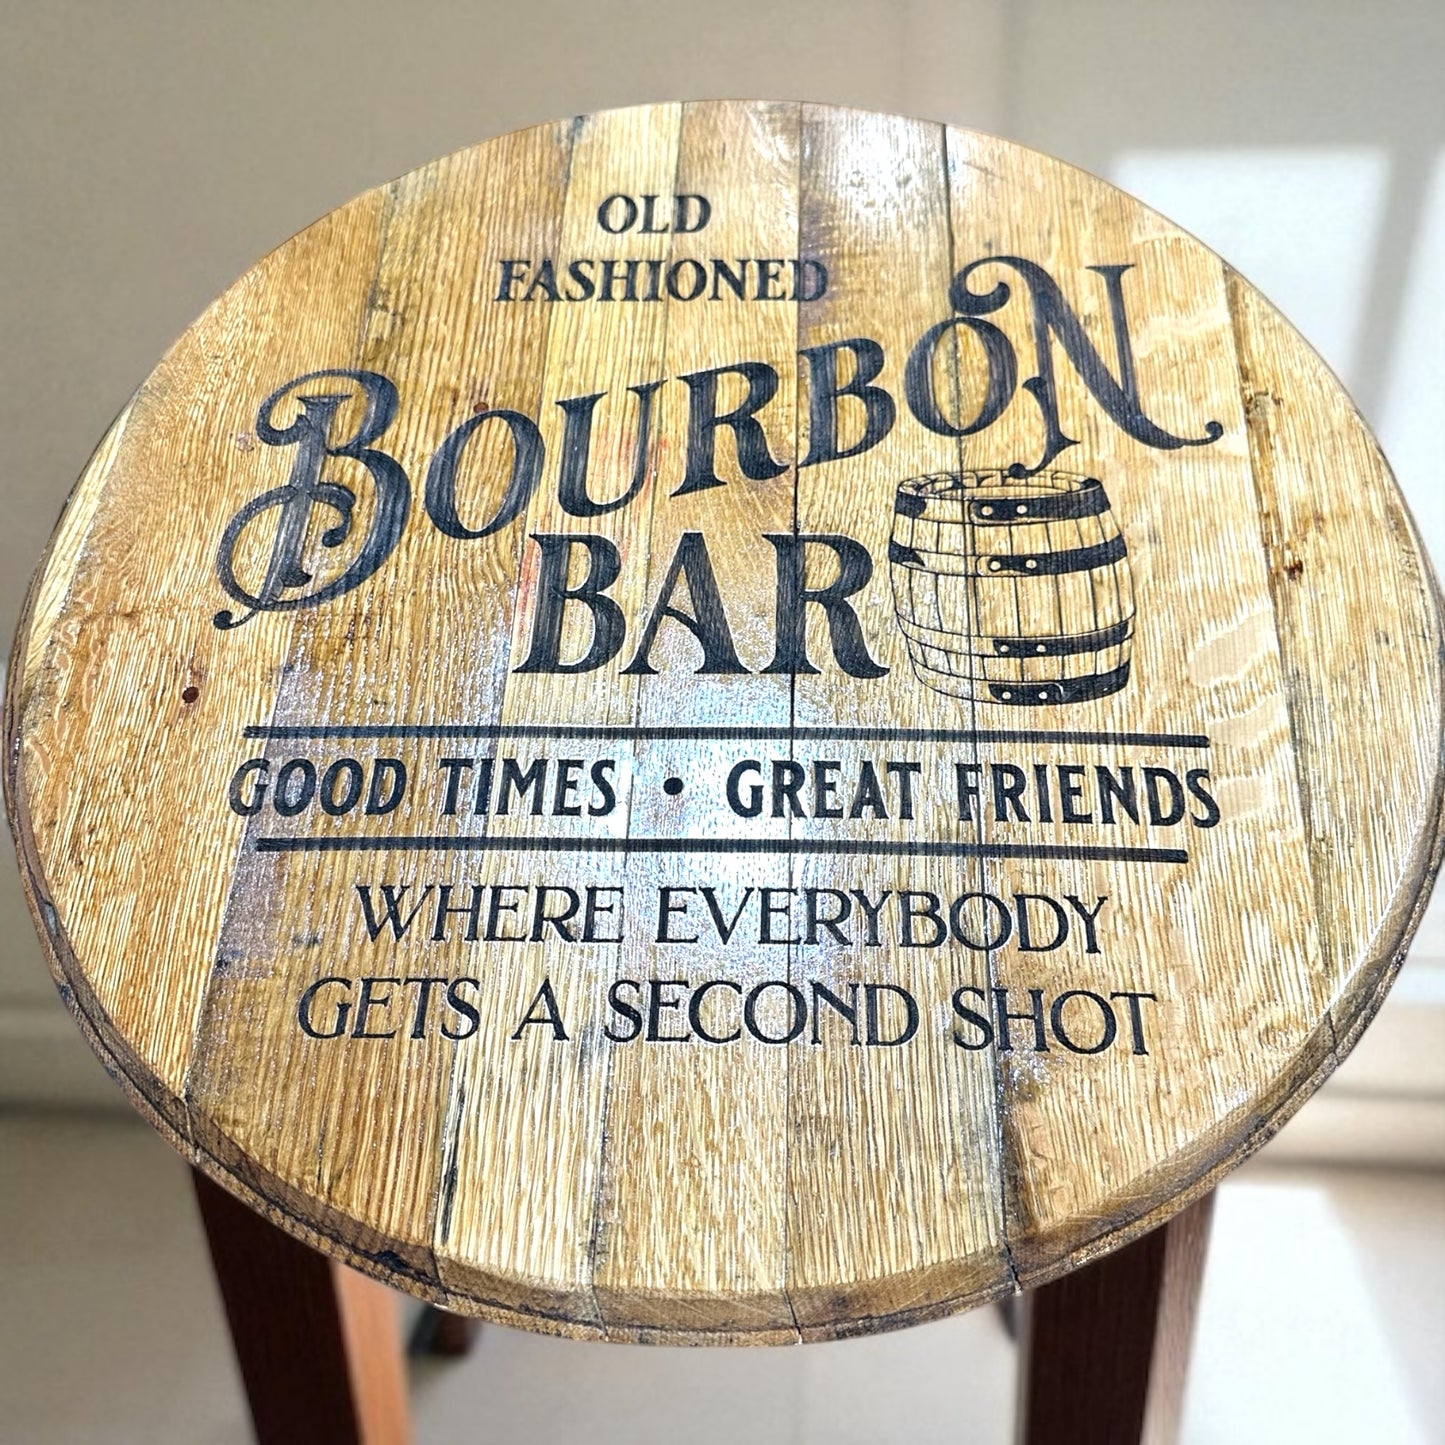 OLD
FASHIONED
BOURBON
BAR
GOOD TIMES • GREAT FRIENDS
WHERE EVERYBODY
GETS A SECOND SHOT